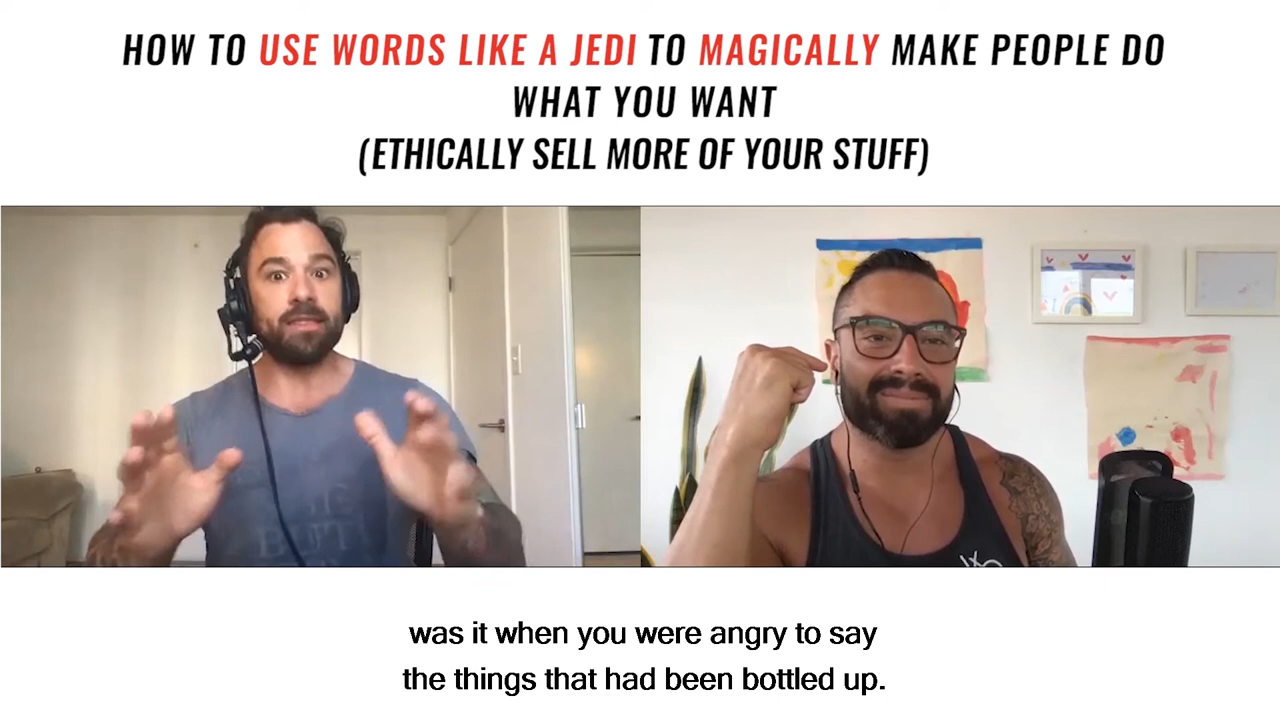 HOW TO USE WORDS LIKE A JEDI TO MAGICALLY MAKE PEOPLE DO
WHAT YOU WANT
(ETHICALLY SELL MORE OF YOUR STUFF)
was it when you were angry to say
the things that had been bottled up.